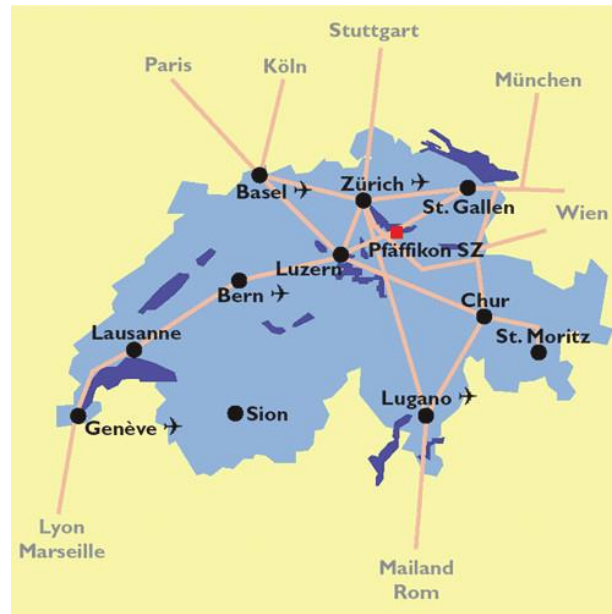 Stuttgart
Paris
Köln
München
Basel
Zürich
St. Gallen
Wien
Pfäffikon SZ
Luzern
Bern
Chur
Lausanne
St. Moritz
Lugano
Sion
Genève
Lyon
Marseille
Mailand
Rom